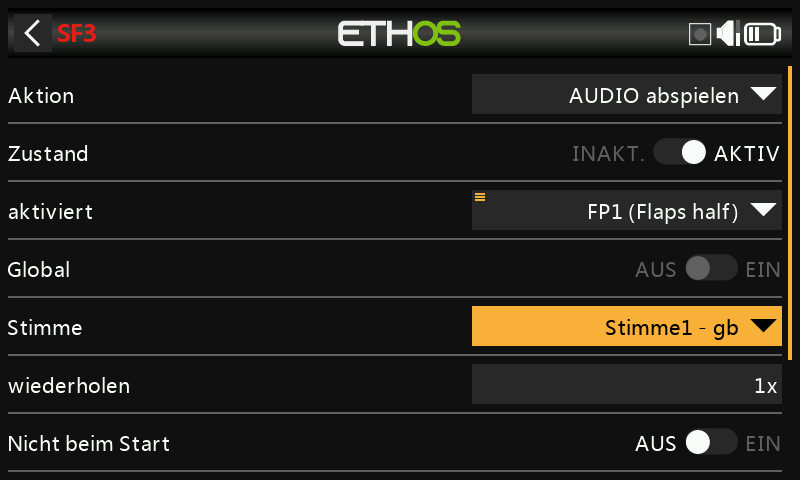 SF3 ETHOS
Aktion AUDIO abspielen
Zustand INAKT. AKTIV
aktiviert FP1 (Flaps half)
Global AUS EIN
Stimme Stimme1 - gb
wiederholen 1x
Nicht beim Start AUS EIN